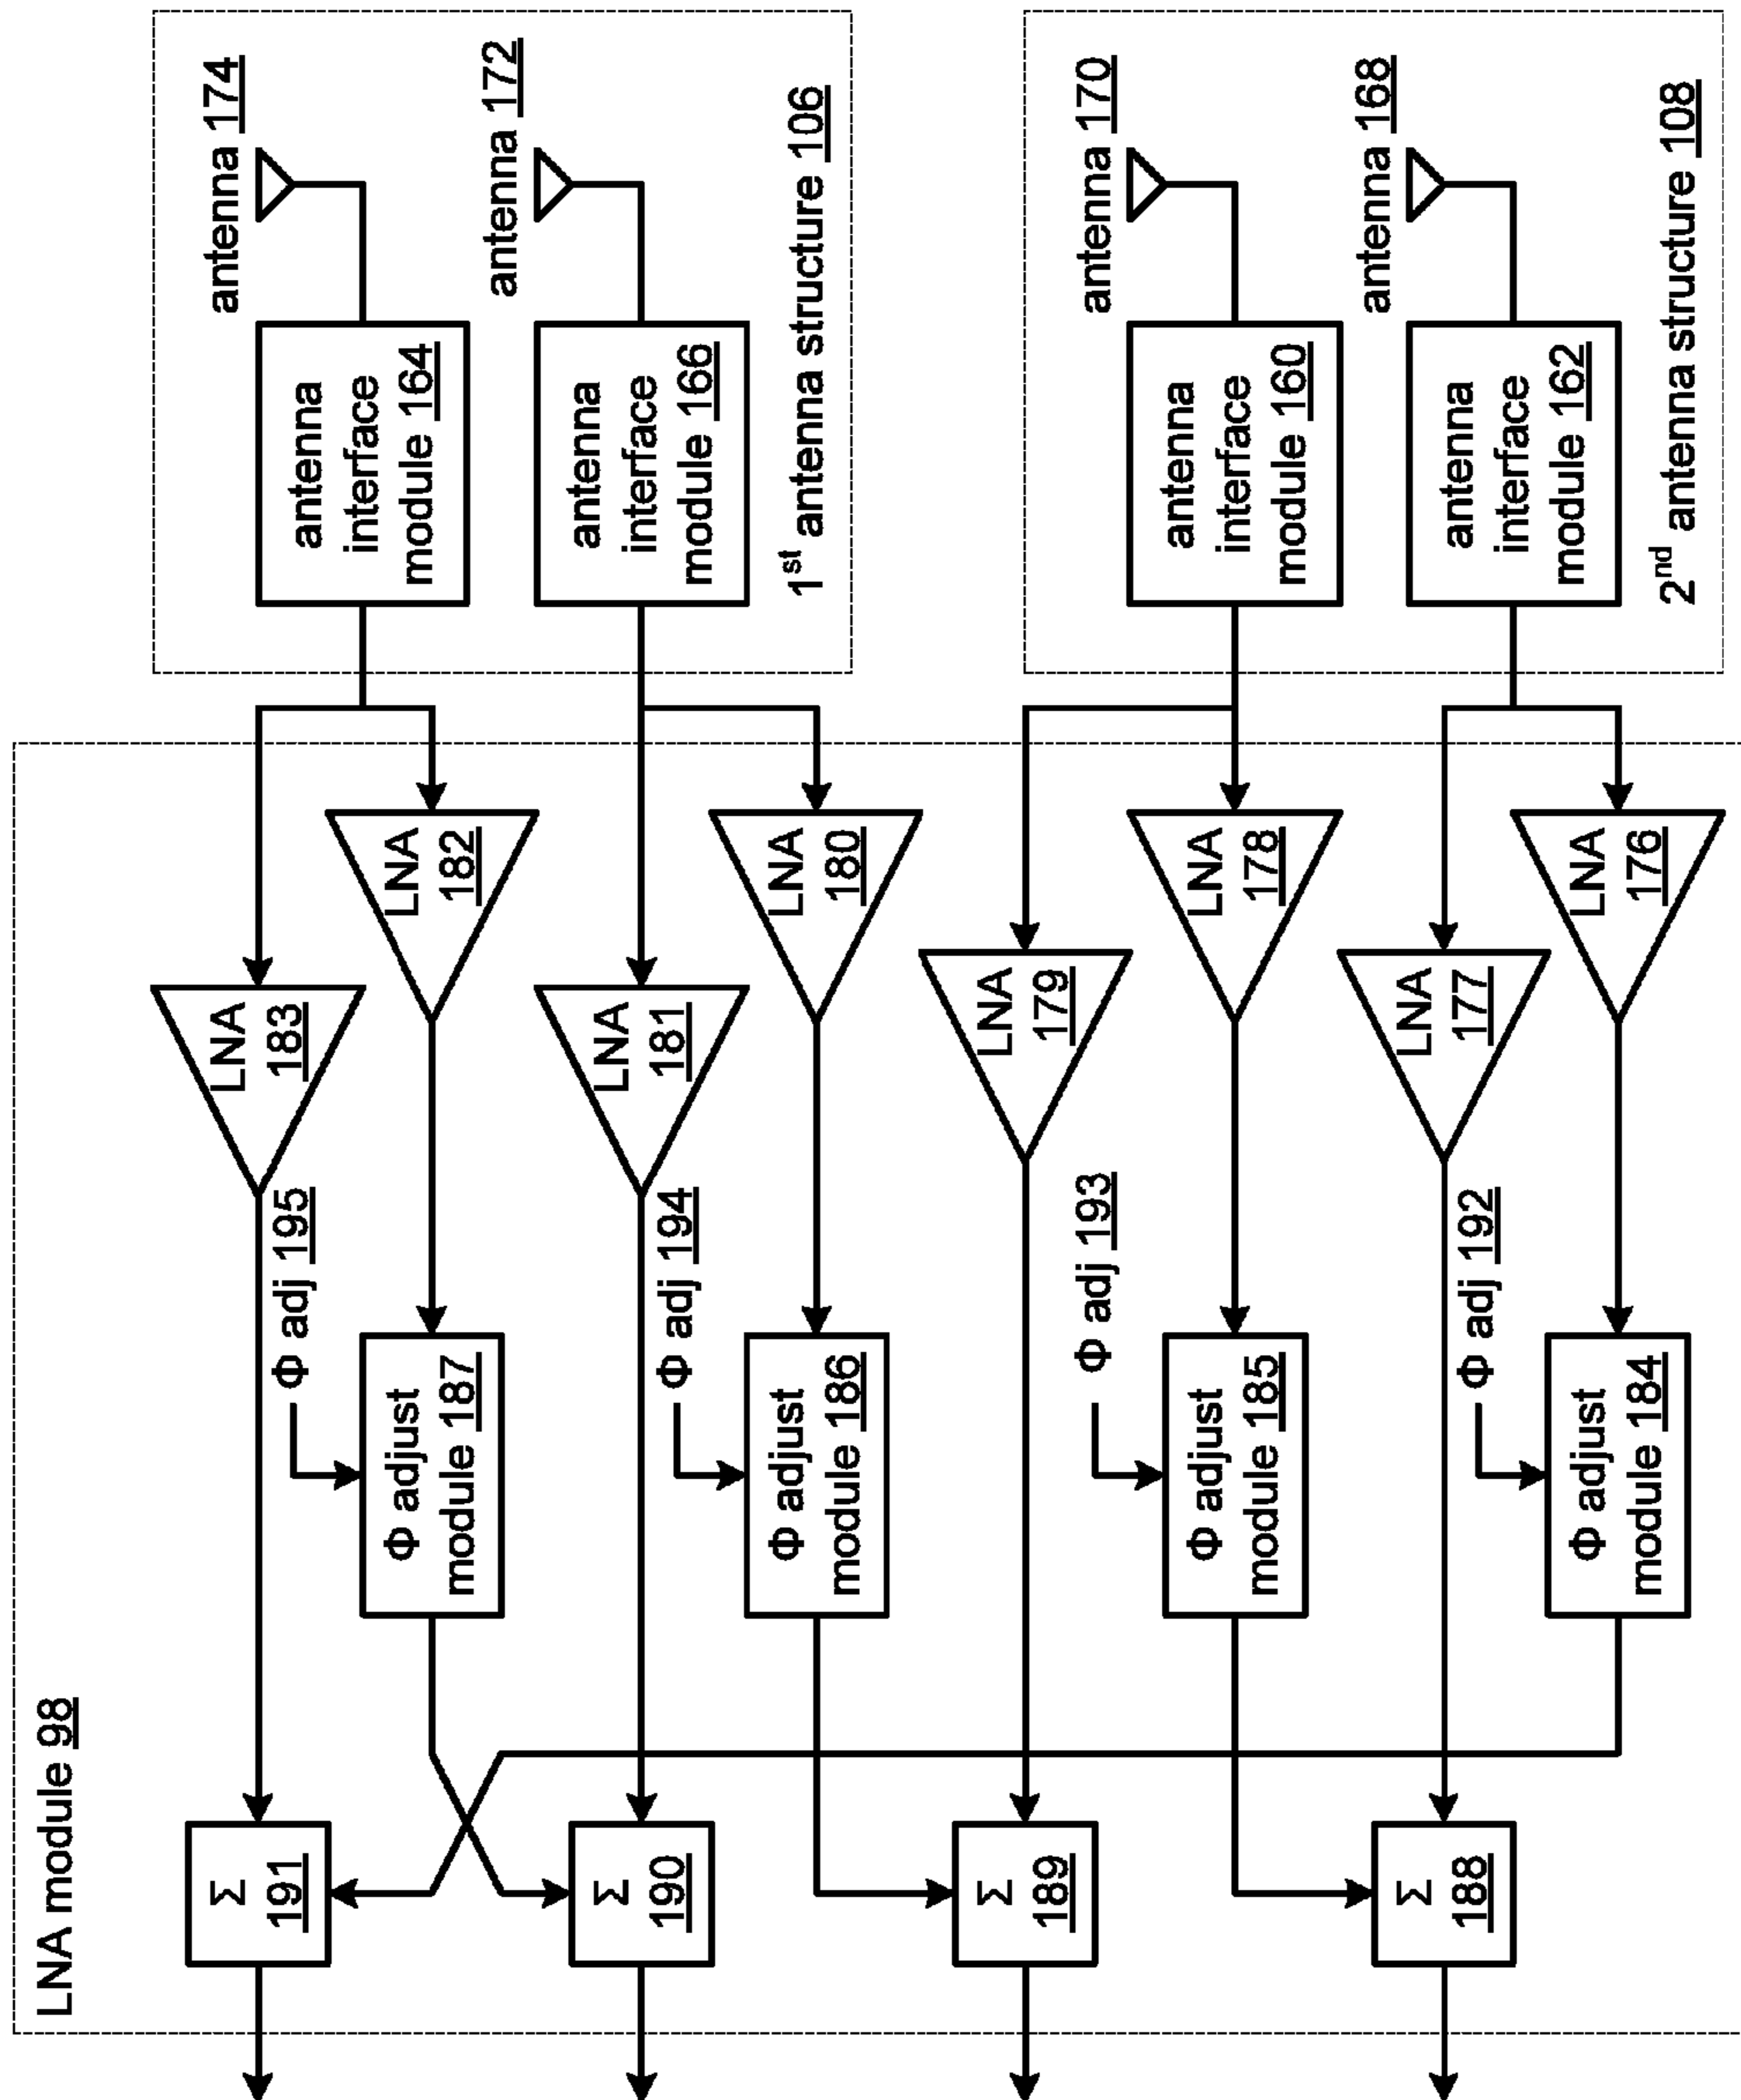 LNA module 98
Σ
191
Σ
190
Σ
189
Σ
188
Φ adjust
module 187
Φ adj 195
Φ adjust
module 186
Φ adj 194
Φ adjust
module 185
Φ adj 193
Φ adjust
module 184
Φ adj 192
LNA
183
LNA
182
LNA
181
LNA
180
LNA
179
LNA
178
LNA
177
LNA
176
antenna
interface
module 164
antenna 174
antenna
interface
module 166
antenna 172
1st antenna structure 106
antenna
interface
module 160
antenna 170
antenna
interface
module 162
antenna 168
2nd antenna structure 108